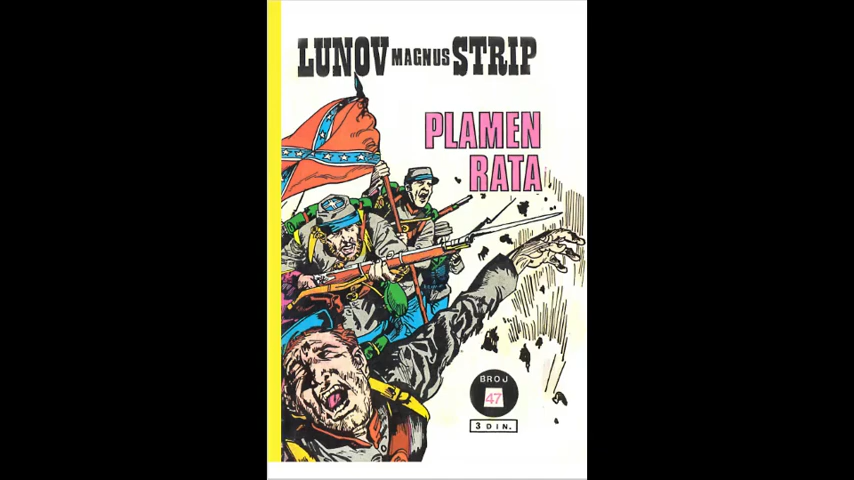 LUNOV MAGNUS STRIP
PLAMEN
RATA
BROJ
47
3 DIN.